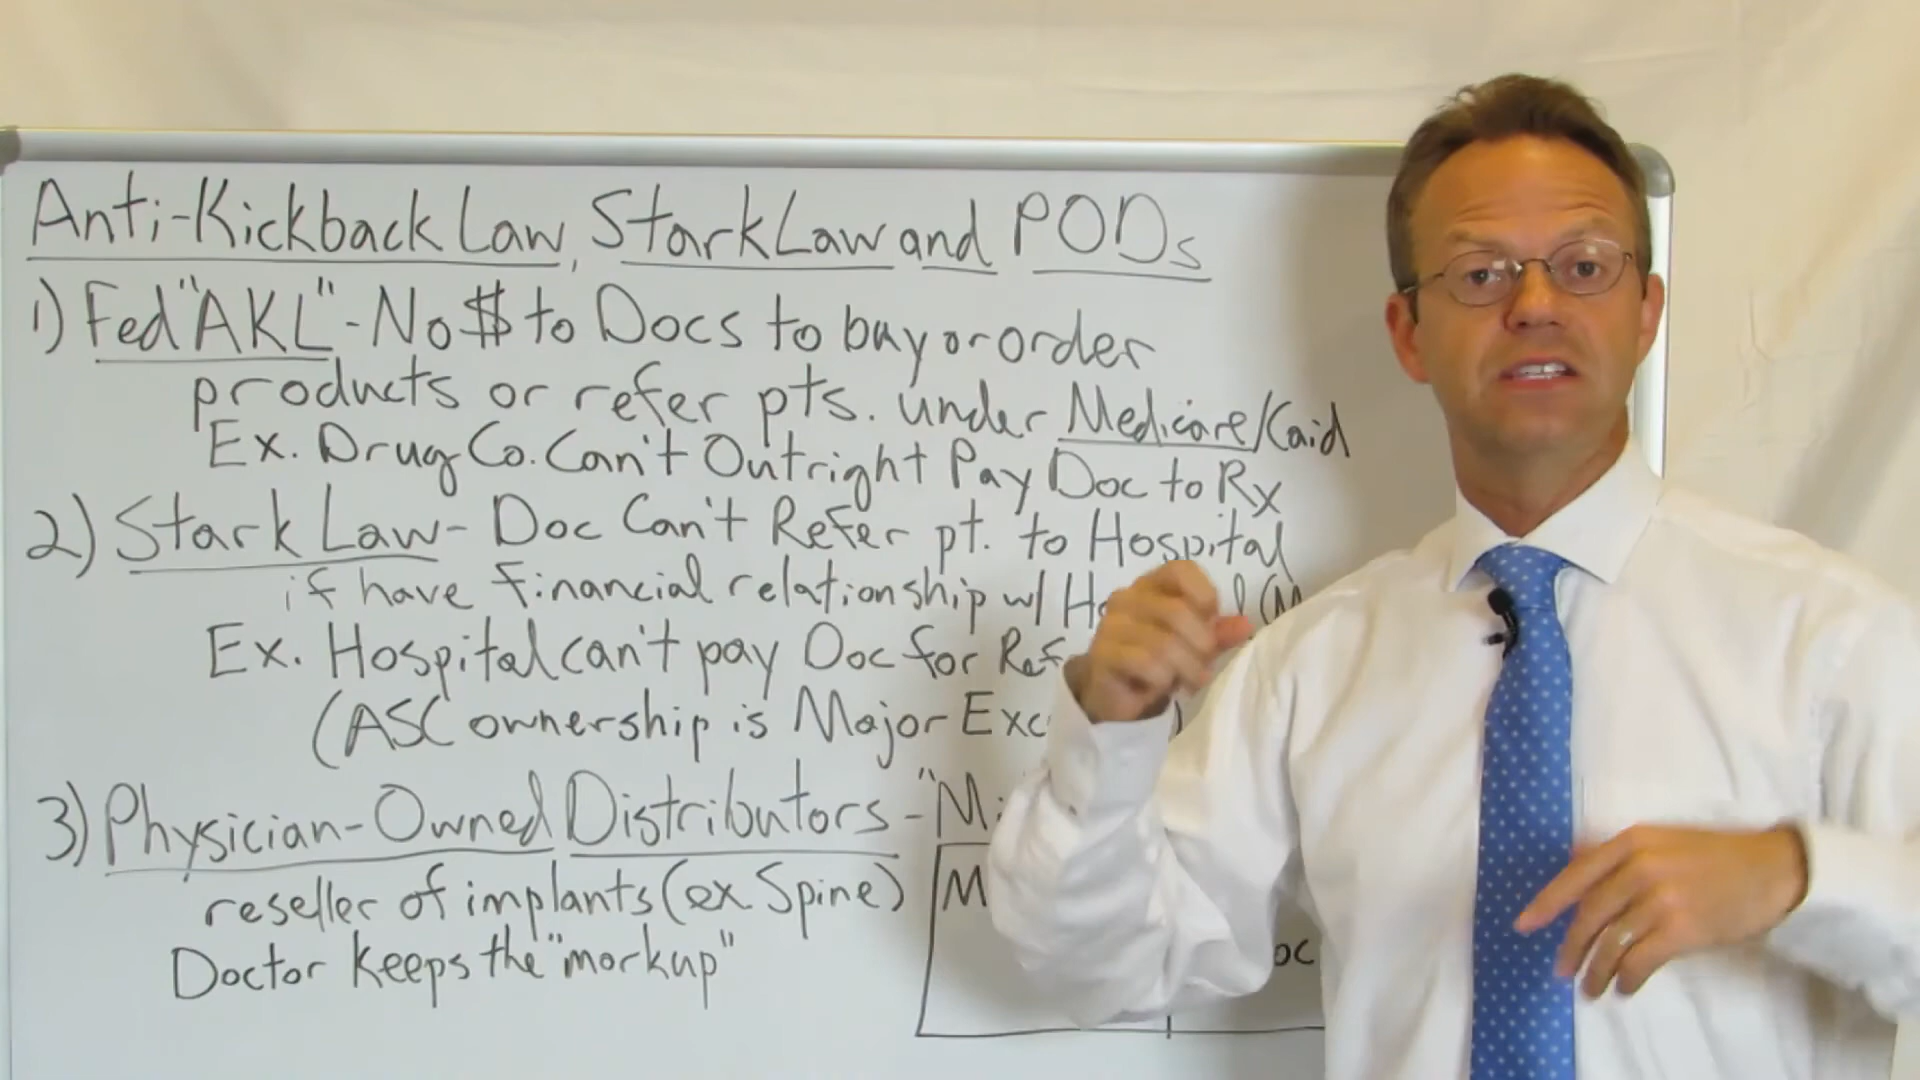 Anti-Kickback Law, Stark Law and PODs
1) Fed "AKL" - No $ to Docs to buy or order
products or refer pts. under Medicare/Caid
Ex. Drug Co. Can't Outright Pay Doc to Rx
2) Stark Law - Doc Can't Refer pt. to Hospital
if have financial relationship w/
Ex. Hospital can't pay Doc for
(ASC ownership is Major
3) Physician-Owned Distributors -
reseller of implants (ex Spine)
Doctor Keeps the "markup"